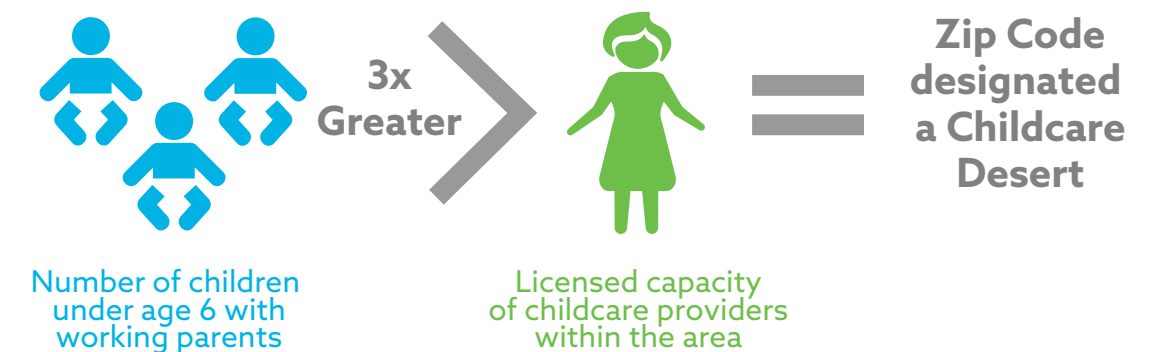 3x
Greater
Zip Code
designated
a Childcare
Desert
Number of children
under age 6 with
working parents
Licensed capacity
of childcare providers
within the area